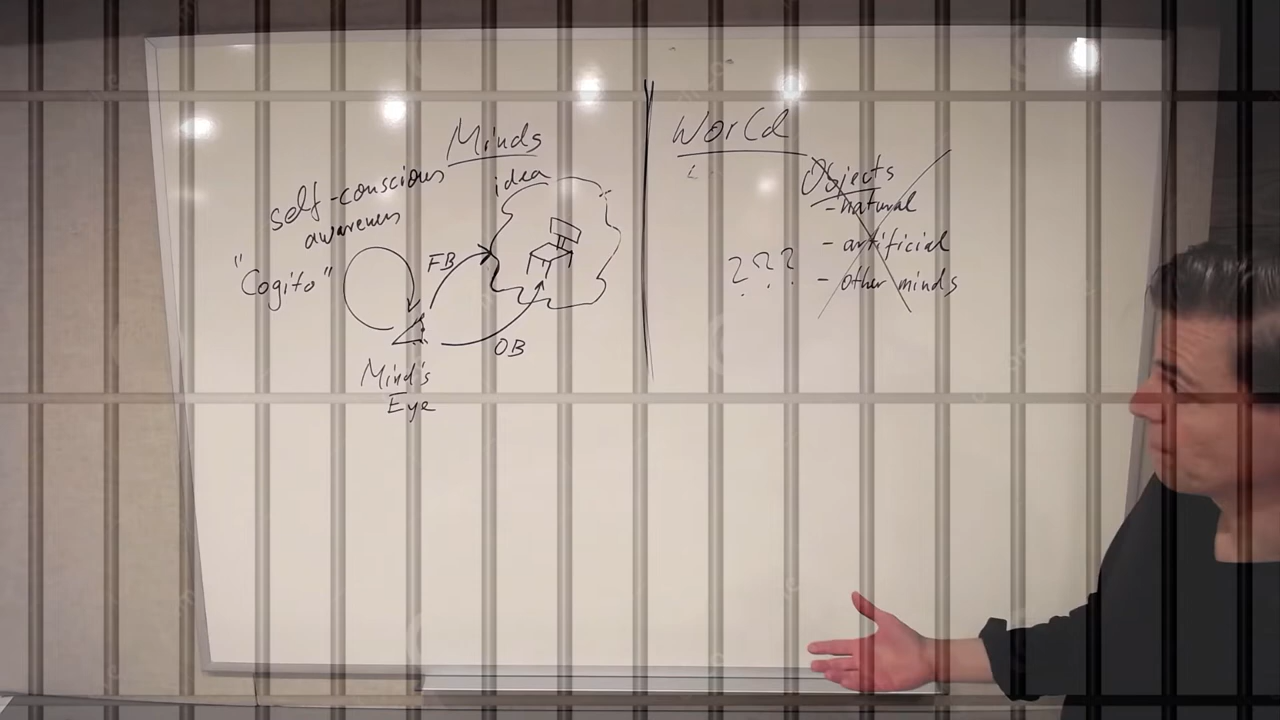 Minds
self-conscious
awareness
idea
"Cogito"
FB
OB
Mind's
Eye
World
Objects
- natural
- artificial
- other minds
? ? ?